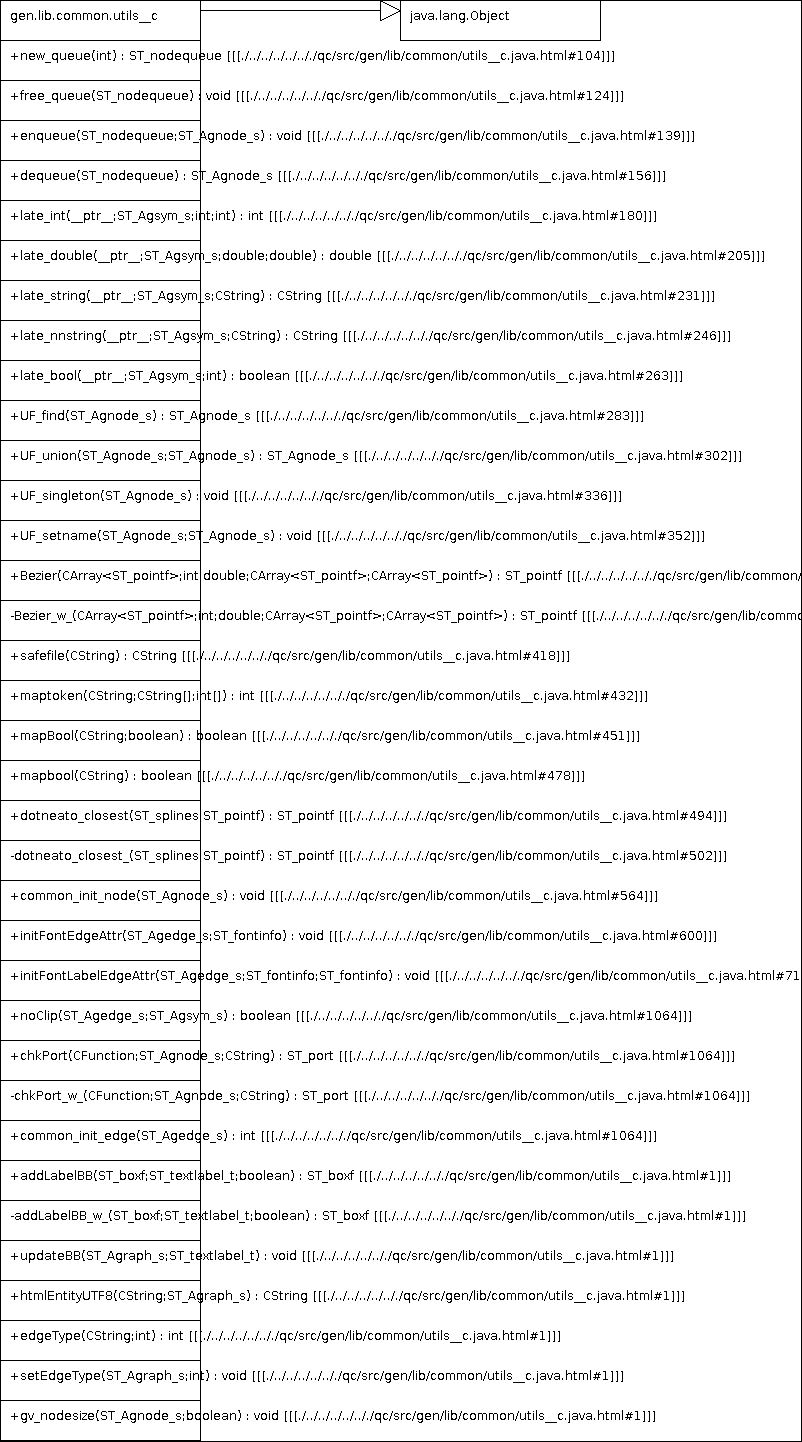 gen.lib.common.utils__c
java.lang.Object
+new_queue(int) : ST_nodequeue [[[./../../../../../qc/src/gen/lib/common/utils__c.java.html#104]]]
+free_queue(ST_nodequeue) : void [[[./../../../../../qc/src/gen/lib/common/utils__c.java.html#124]]]
+enqueue(ST_nodequeue;ST_Agnode_s) : void [[[./../../../../../qc/src/gen/lib/common/utils__c.java.html#139]]]
+dequeue(ST_nodequeue) : ST_Agnode_s [[[./../../../../../qc/src/gen/lib/common/utils__c.java.html#156]]]
+late_int(__ptr__;ST_Agsym_s;int;int) : int [[[./../../../../../qc/src/gen/lib/common/utils__c.java.html#180]]]
+late_double(__ptr__;ST_Agsym_s;double;double) : double [[[./../../../../../qc/src/gen/lib/common/utils__c.java.html#205]]]
+late_string(__ptr__;ST_Agsym_s;CString) : CString [[[./../../../../../qc/src/gen/lib/common/utils__c.java.html#231]]]
+late_nnstring(__ptr__;ST_Agsym_s;CString) : CString [[[./../../../../../qc/src/gen/lib/common/utils__c.java.html#246]]]
+late_bool(__ptr__;ST_Agsym_s;int) : boolean [[[./../../../../../qc/src/gen/lib/common/utils__c.java.html#263]]]
+UF_find(ST_Agnode_s) : ST_Agnode_s [[[./../../../../../qc/src/gen/lib/common/utils__c.java.html#283]]]
+UF_union(ST_Agnode_s;ST_Agnode_s) : ST_Agnode_s [[[./../../../../../qc/src/gen/lib/common/utils__c.java.html#302]]]
+UF_singleton(ST_Agnode_s) : void [[[./../../../../../qc/src/gen/lib/common/utils__c.java.html#336]]]
+UF_setname(ST_Agnode_s;ST_Agnode_s) : void [[[./../../../../../qc/src/gen/lib/common/utils__c.java.html#352]]]
+Bezier(CArray<ST_pointf>;int;double;CArray<ST_pointf>;CArray<ST_pointf>) : ST_pointf [[[./../../../../../qc/src/gen/lib/common/
-Bezier_w_(CArray<ST_pointf>;int;double;CArray<ST_pointf>;CArray<ST_pointf>) : ST_pointf [[[./../../../../../qc/src/gen/lib/commo
+safefile(CString) : CString [[[./../../../../../qc/src/gen/lib/common/utils__c.java.html#418]]]
+maptoken(CString;CString[];int[]) : int [[[./../../../../../qc/src/gen/lib/common/utils__c.java.html#432]]]
+mapBool(CString;boolean) : boolean [[[./../../../../../qc/src/gen/lib/common/utils__c.java.html#451]]]
+mapbool(CString) : boolean [[[./../../../../../qc/src/gen/lib/common/utils__c.java.html#478]]]
+dotneato_closest(ST_splines;ST_pointf) : ST_pointf [[[./../../../../../qc/src/gen/lib/common/utils__c.java.html#494]]]
-dotneato_closest_(ST_splines;ST_pointf) : ST_pointf [[[./../../../../../qc/src/gen/lib/common/utils__c.java.html#502]]]
+common_init_node(ST_Agnode_s) : void [[[./../../../../../qc/src/gen/lib/common/utils__c.java.html#564]]]
+initFontEdgeAttr(ST_Agedge_s;ST_fontinfo) : void [[[./../../../../../qc/src/gen/lib/common/utils__c.java.html#600]]]
+initFontLabelEdgeAttr(ST_Agedge_s;ST_fontinfo;ST_fontinfo) : void [[[./../../../../../qc/src/gen/lib/common/utils__c.java.html#71
+noClip(ST_Agedge_s;ST_Agsym_s) : boolean [[[./../../../../../qc/src/gen/lib/common/utils__c.java.html#1064]]]
+chkPort(CFunction;ST_Agnode_s;CString) : ST_port [[[./../../../../../qc/src/gen/lib/common/utils__c.java.html#1064]]]
-chkPort_w_(CFunction;ST_Agnode_s;CString) : ST_port [[[./../../../../../qc/src/gen/lib/common/utils__c.java.html#1064]]]
+common_init_edge(ST_Agedge_s) : int [[[./../../../../../qc/src/gen/lib/common/utils__c.java.html#1064]]]
+addLabelBB(ST_boxf;ST_textlabel_t;boolean) : ST_boxf [[[./../../../../../qc/src/gen/lib/common/utils__c.java.html#1]]]
-addLabelBB_w_(ST_boxf;ST_textlabel_t;boolean) : ST_boxf [[[./../../../../../qc/src/gen/lib/common/utils__c.java.html#1]]]
+updateBB(ST_Agraph_s;ST_textlabel_t) : void [[[./../../../../../qc/src/gen/lib/common/utils__c.java.html#1]]]
+htmlEntityUTF8(CString;ST_Agraph_s) : CString [[[./../../../../../qc/src/gen/lib/common/utils__c.java.html#1]]]
+edgeType(CString;int) : int [[[./../../../../../qc/src/gen/lib/common/utils__c.java.html#1]]]
+setEdgeType(ST_Agraph_s;int) : void [[[./../../../../../qc/src/gen/lib/common/utils__c.java.html#1]]]
+gv_nodesize(ST_Agnode_s;boolean) : void [[[./../../../../../qc/src/gen/lib/common/utils__c.java.html#1]]]